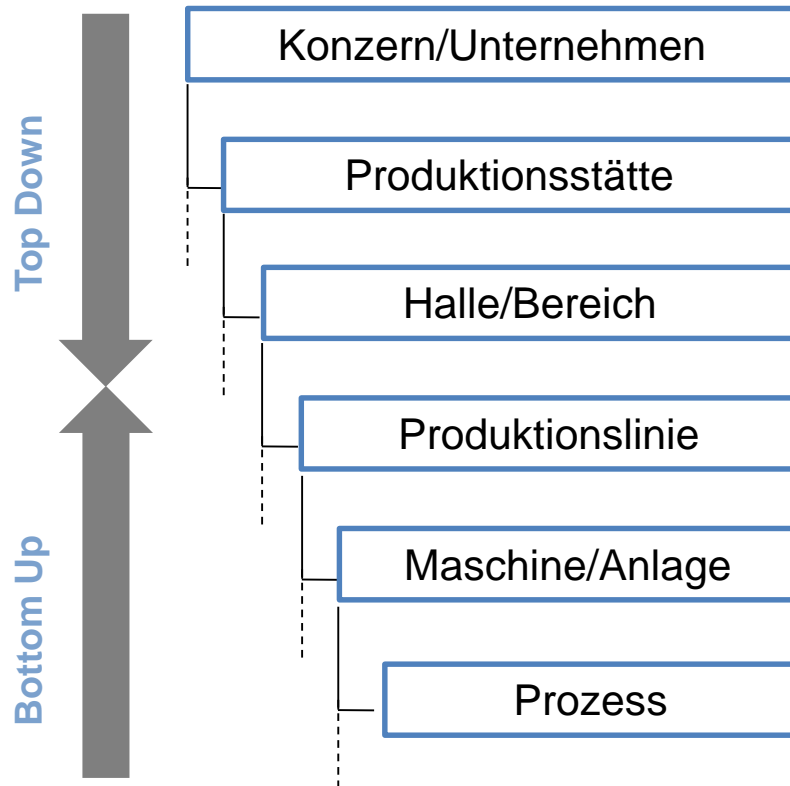 Konzern/Unternehmen
Produktionsstätte
Halle/Bereich
Produktionslinie
Maschine/Anlage
Prozess
Top Down
Bottom Up